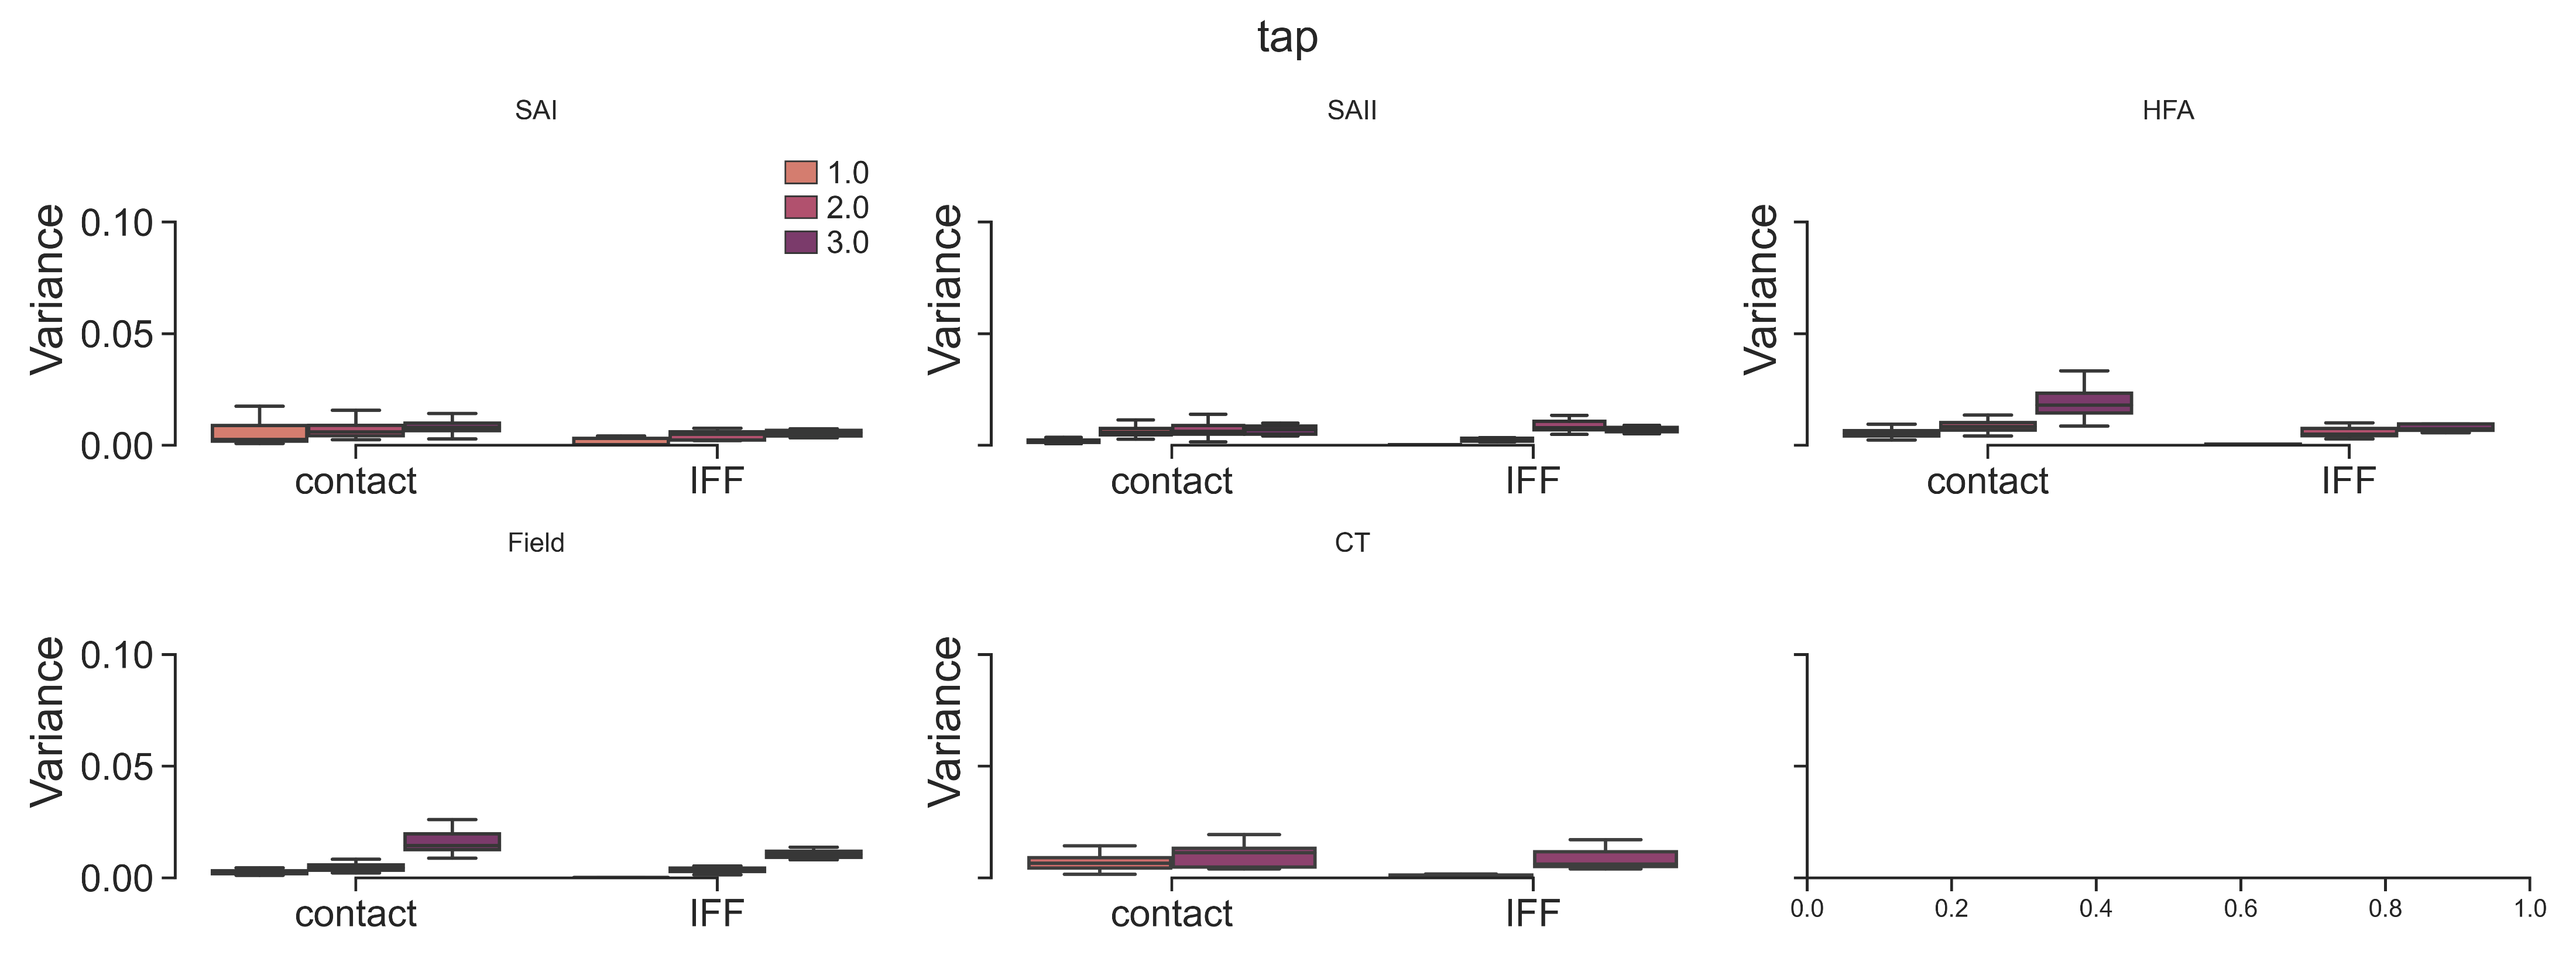 tap
SAI
SAII
HFA
1.0
2.0
3.0
Variance
0.10
0.05
0.00
contact
IFF
Variance
contact
IFF
Variance
contact
IFF
Field
CT
Variance
0.10
0.05
0.00
contact
IFF
Variance
contact
IFF
0.0
0.2
0.4
0.6
0.8
1.0